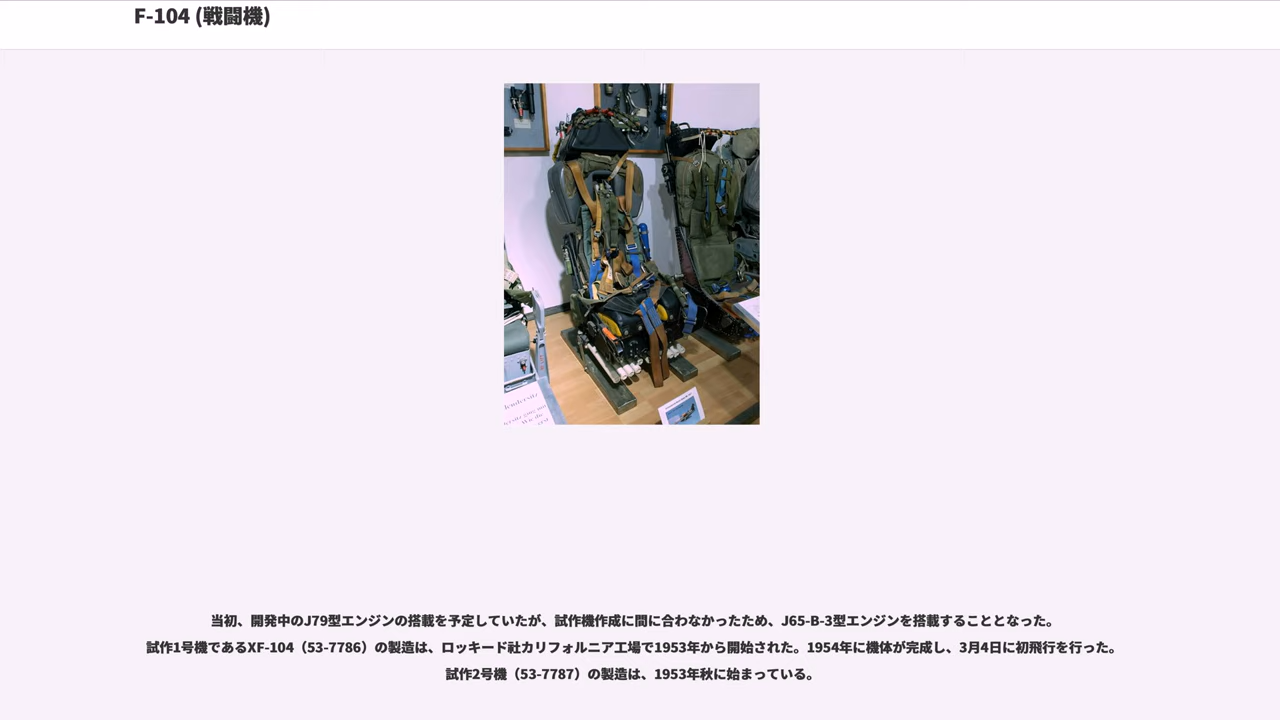 F-104 (戦闘機)
当初、開発中のJ79型エンジンの搭載を予定していたが、試作機作成に間に合わなかったため、J65-B-3型エンジンを搭載することとなった。
試作1号機であるXF-104（53-7786）の製造は、ロッキード社カリフォルニア工場で1953年から開始された。1954年に機体が完成し、3月4日に初飛行を行った。
試作2号機（53-7787）の製造は、1953年秋に始まっている。